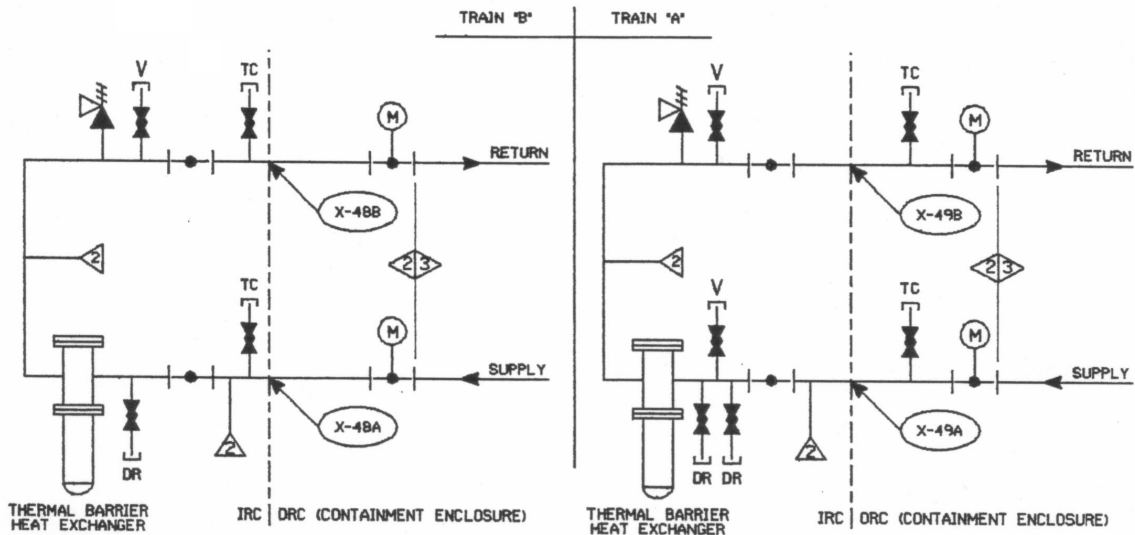 TRAIN "B"
TRAIN "A"
V
TC
M
RETURN
X-48B
2
2 3
TC
M
SUPPLY
X-48A
2
DR
THERMAL BARRIER
HEAT EXCHANGER
IRC
ORC (CONTAINMENT ENCLOSURE)
V
TC
M
RETURN
X-49B
2
2 3
V
TC
M
SUPPLY
X-49A
2
DR
DR
THERMAL BARRIER
HEAT EXCHANGER
IRC
ORC (CONTAINMENT ENCLOSURE)